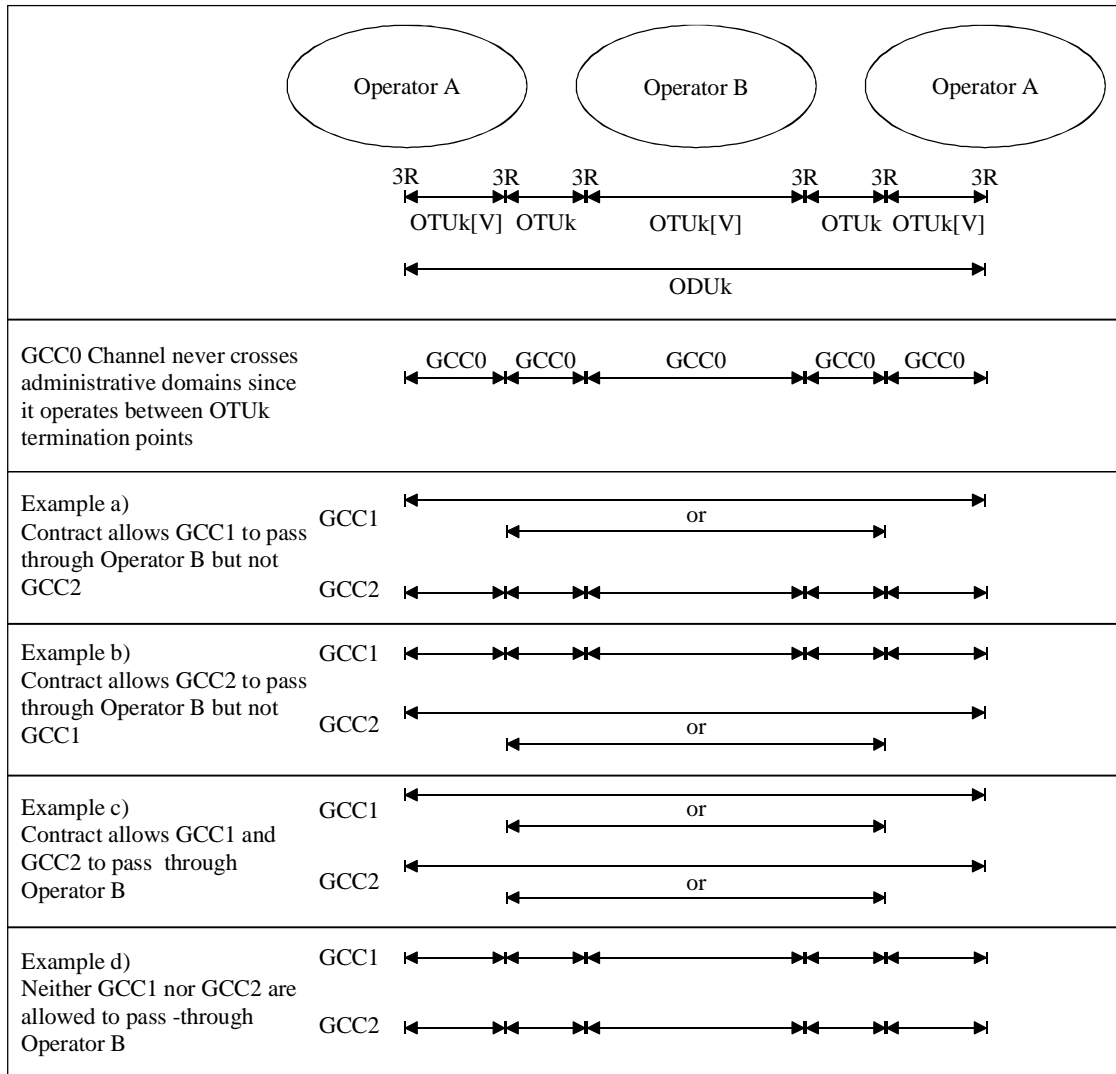 Operator A
Operator B
Operator A
3R 3R 3R 3R 3R 3R
OTUk[V] OTUk OTUk[V] OTUk OTUk[V]
ODUk
GCC0 Channel never crosses
administrative domains since
it operates between OTUk
termination points
GCC0 GCC0 GCC0 GCC0 GCC0
Example a)
Contract allows GCC1 to pass
through Operator B but not
GCC2
GCC1
or
GCC2
Example b)
Contract allows GCC2 to pass
through Operator B but not
GCC1
GCC1
GCC2
or
Example c)
Contract allows GCC1 and
GCC2 to pass through
Operator B
GCC1
or
GCC2
or
Example d)
Neither GCC1 nor GCC2 are
allowed to pass -through
Operator B
GCC1
GCC2